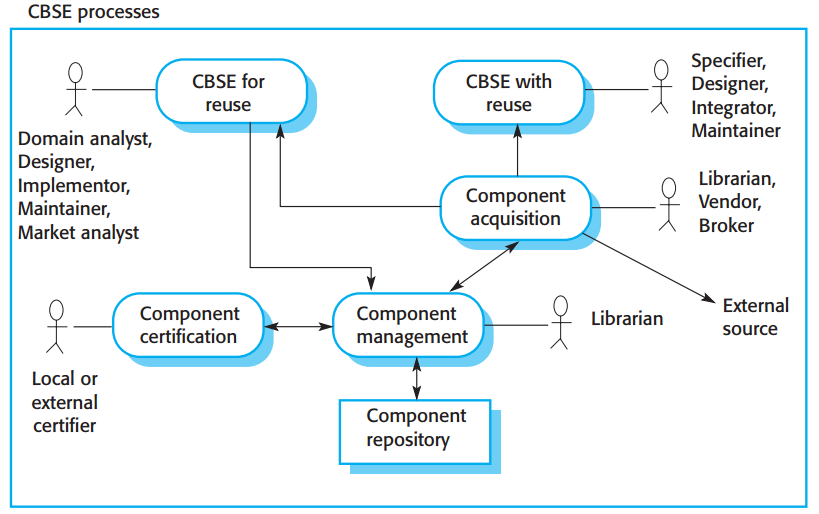 CBSE processes
CBSE for
reuse
Domain analyst,
Designer,
Implementor,
Maintainer,
Market analyst
CBSE with
reuse
Specifier,
Designer,
Integrator,
Maintainer
Component
acquisition
Librarian,
Vendor,
Broker
External
source
Component
certification
Local or
external
certifier
Component
management
Librarian
Component
repository